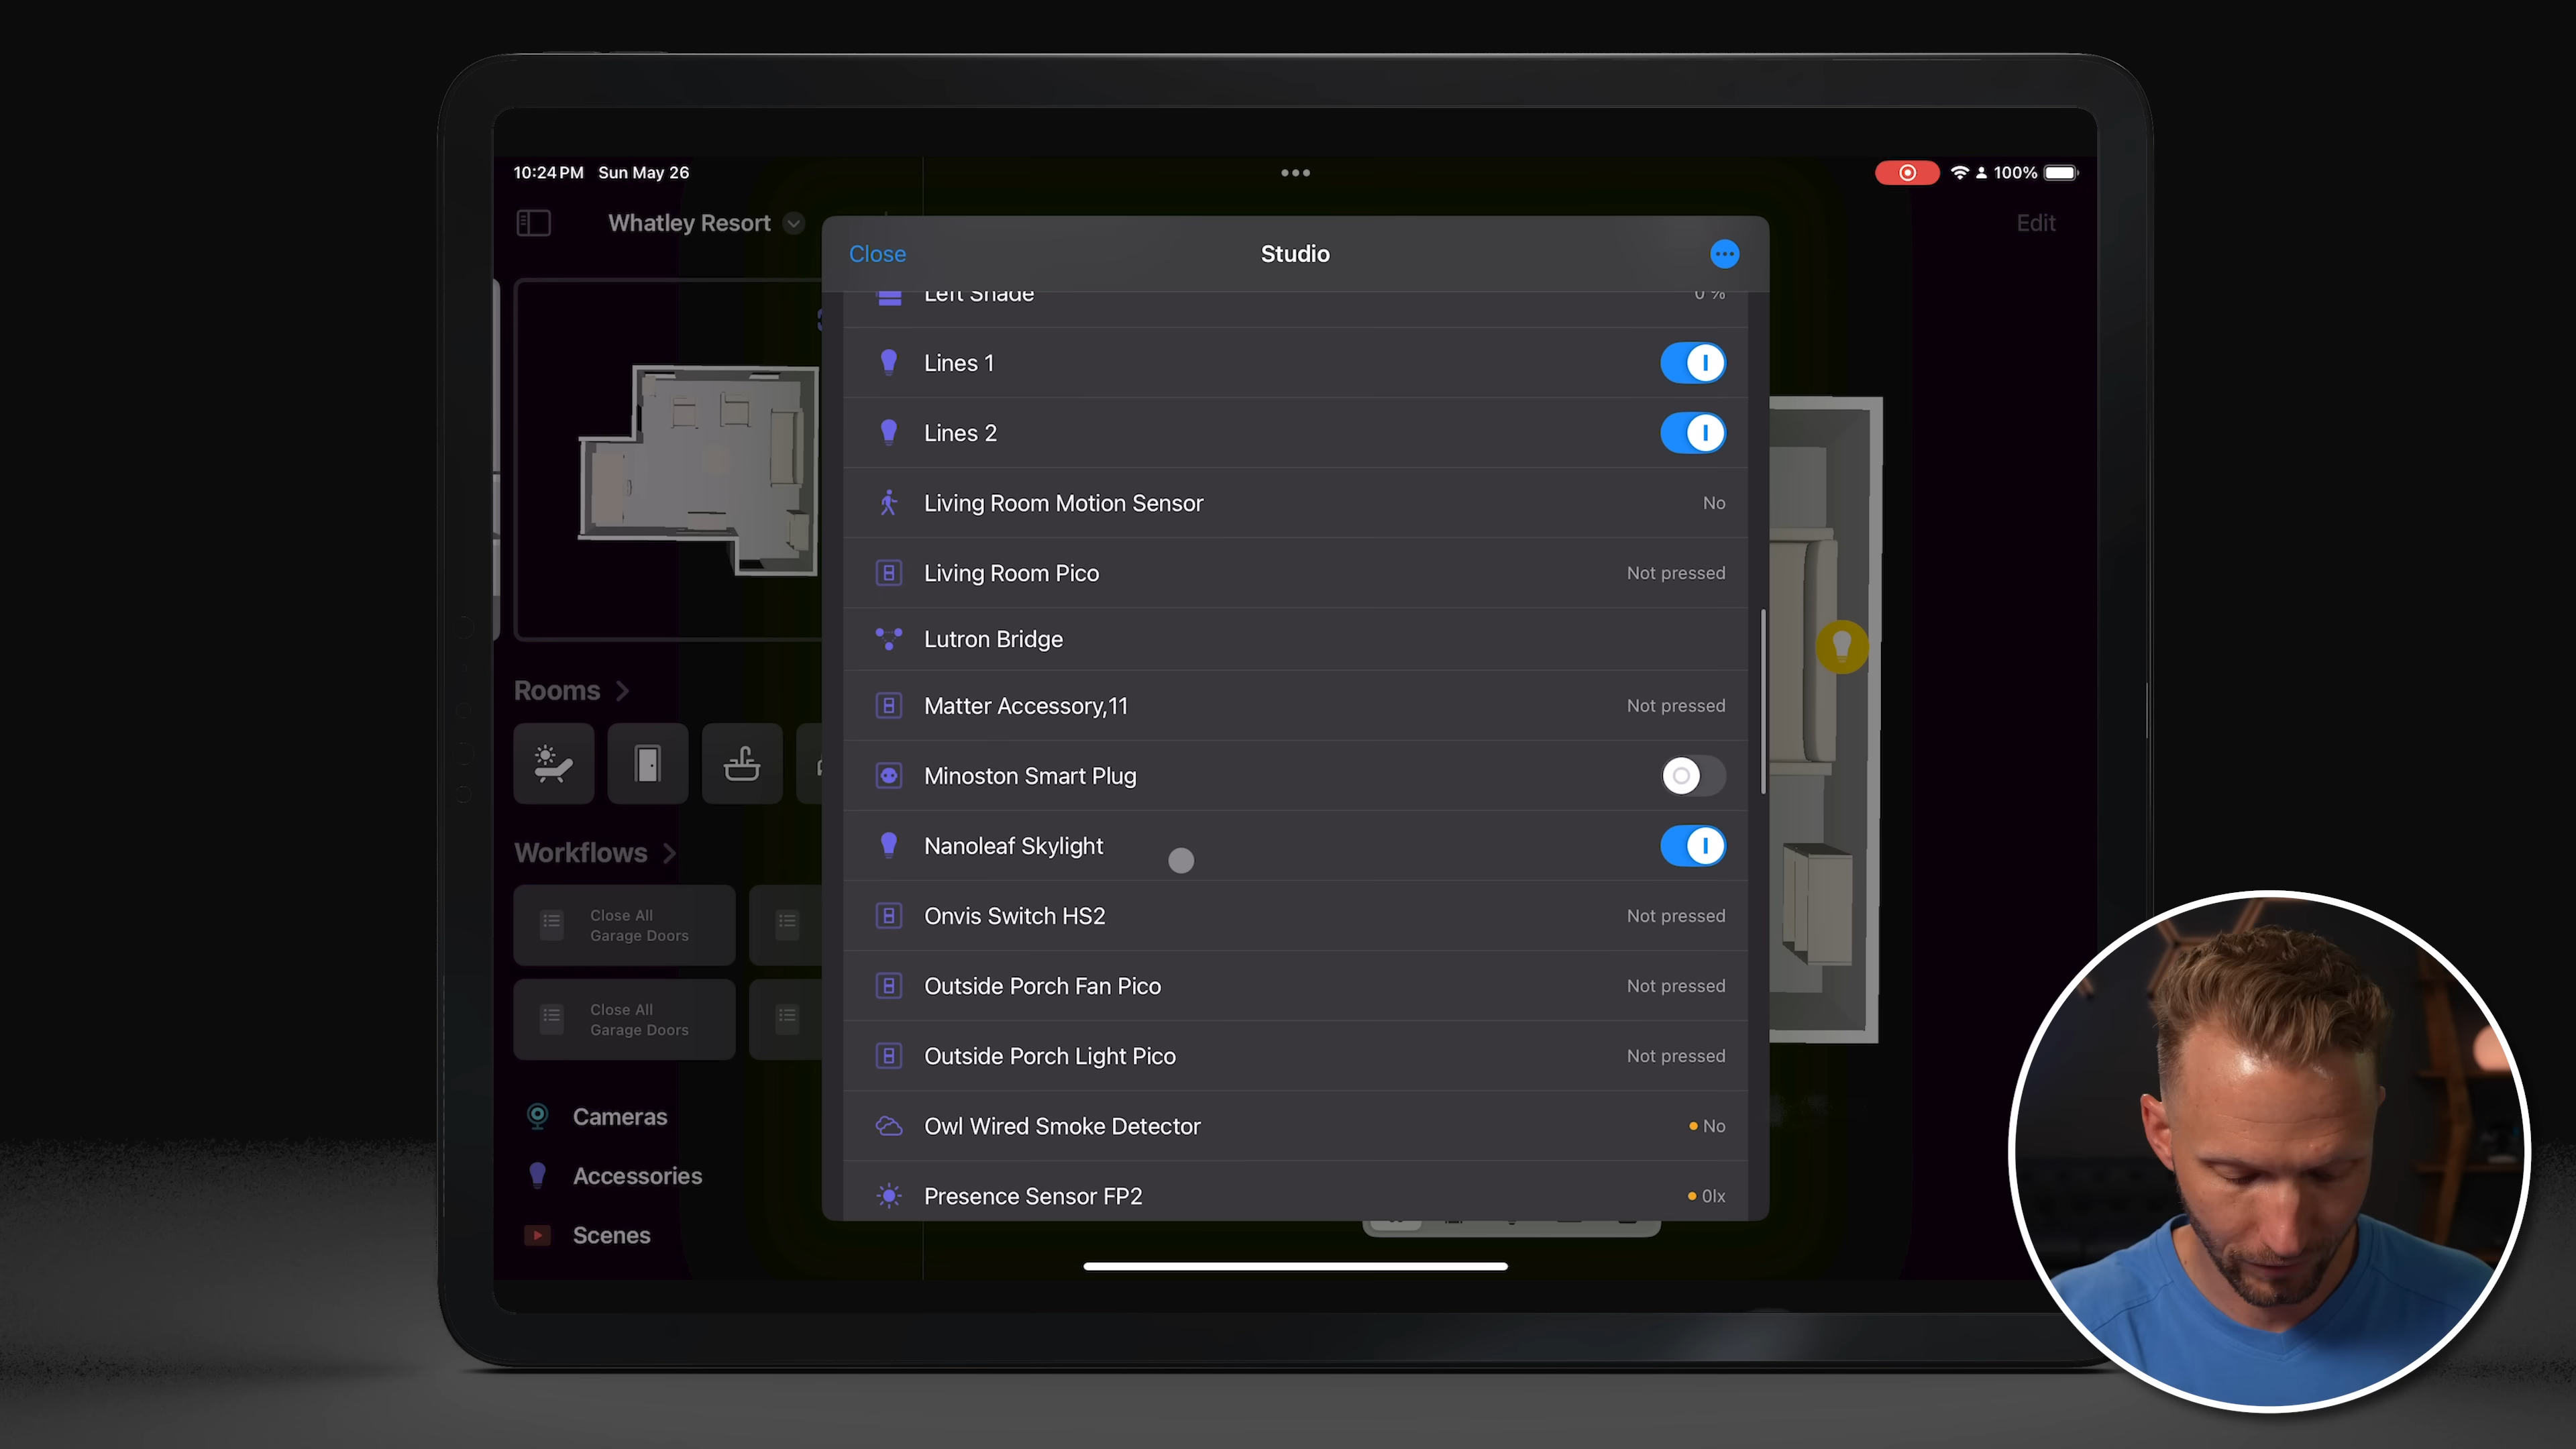 10:24 PM Sun May 26
100%
Whatley Resort
Edit
Close
Studio
Left Shade
0 %
Lines 1
Lines 2
Living Room Motion Sensor
No
Living Room Pico
Not pressed
Lutron Bridge
Matter Accessory,11
Not pressed
Minoston Smart Plug
Nanoleaf Skylight
Onvis Switch HS2
Not pressed
Outside Porch Fan Pico
Not pressed
Outside Porch Light Pico
Not pressed
Owl Wired Smoke Detector
No
Presence Sensor FP2
0lx
Rooms
Workflows
Close All
Garage Doors
Close All
Garage Doors
Cameras
Accessories
Scenes